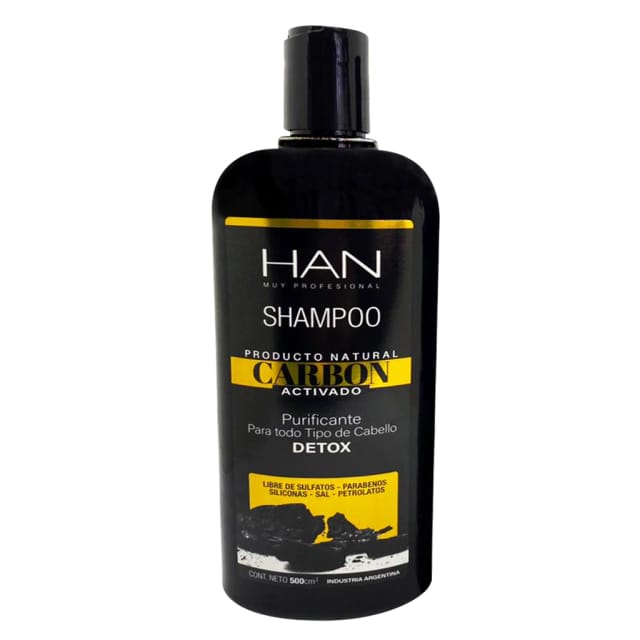 HAN
MUY PROFESIONAL
SHAMPOO
PRODUCTO NATURAL
CARBON
ACTIVADO
Purificante
Para todo Tipo de Cabello
DETOX
LIBRE DE SULFATOS - PARABENOS
SILICONAS - SAL - PETROLATOS
CONT. NETO 500cm³ INDUSTRIA ARGENTINA